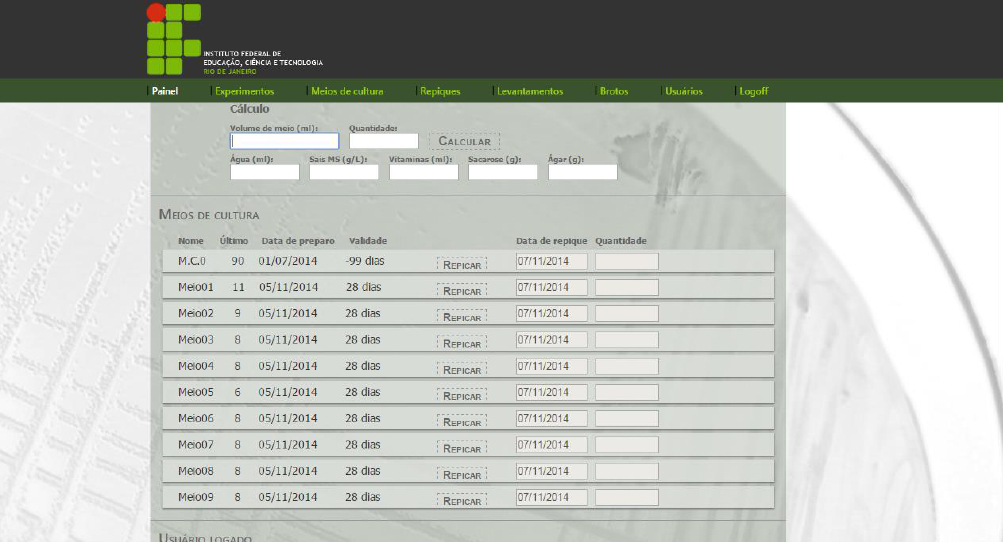 INSTITUTO FEDERAL DE
EDUCAÇÃO, CIÊNCIA E TECNOLOGIA
RIO DE JANEIRO
Painel Experimentos Meios de cultura Repiques Levantamentos Brotos Usuários Logoff
Cálculo
Volume de meio (ml): Quantidade:
CALCULAR
Água (ml): Sais MS (g/L): Vitaminas (ml): Sacarose (g): Ágar (g):
MEIOS DE CULTURA
Nome Último Data de preparo Validade Data de repique Quantidade
M.C.0 90 01/07/2014 -99 dias REPICAR 07/11/2014
Meio01 11 05/11/2014 28 dias REPICAR 07/11/2014
Meio02 9 05/11/2014 28 dias REPICAR 07/11/2014
Meio03 8 05/11/2014 28 dias REPICAR 07/11/2014
Meio04 8 05/11/2014 28 dias REPICAR 07/11/2014
Meio05 6 05/11/2014 28 dias REPICAR 07/11/2014
Meio06 8 05/11/2014 28 dias REPICAR 07/11/2014
Meio07 8 05/11/2014 28 dias REPICAR 07/11/2014
Meio08 8 05/11/2014 28 dias REPICAR 07/11/2014
Meio09 8 05/11/2014 28 dias REPICAR 07/11/2014
USUÁRIO LOGADO